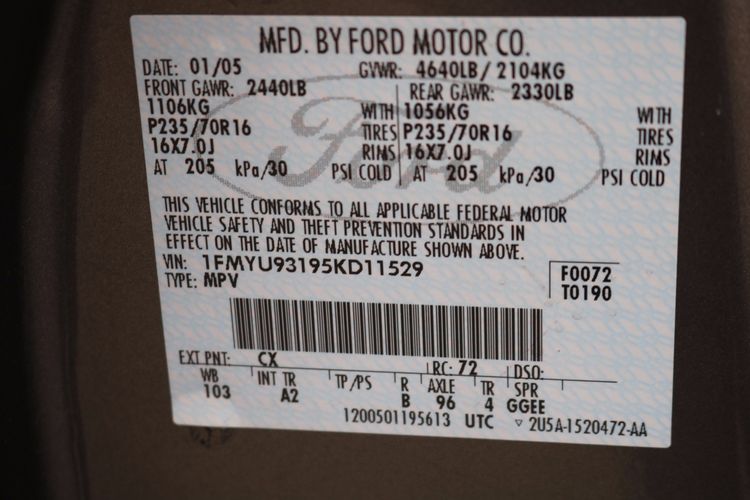 MFD. BY FORD MOTOR CO.
DATE: 01/05 GVWR: 4640LB/ 2104KG
FRONT GAWR: 2440LB REAR GAWR: 2330LB
1106KG WITH 1056KG WITH
P235/70R16 TIRES P235/70R16 TIRES
16X7.0J RIMS 16X7.0J RIMS
AT 205 kPa/30 PSI COLD AT 205 kPa/30 PSI COLD
Ford
THIS VEHICLE CONFORMS TO ALL APPLICABLE FEDERAL MOTOR
VEHICLE SAFETY AND THEFT PREVENTION STANDARDS IN
EFFECT ON THE DATE OF MANUFACTURE SHOWN ABOVE.
VIN: 1FMYU93195KD11529 F0072
TYPE: MPV T0190
EXT PNT: CX RC: 72 DSO:
WB INT TR TP/PS R AXLE TR SPR
103 A2 B 96 4 GGEE
1200501195613 UTC ▽ 2U5A-1520472-AA